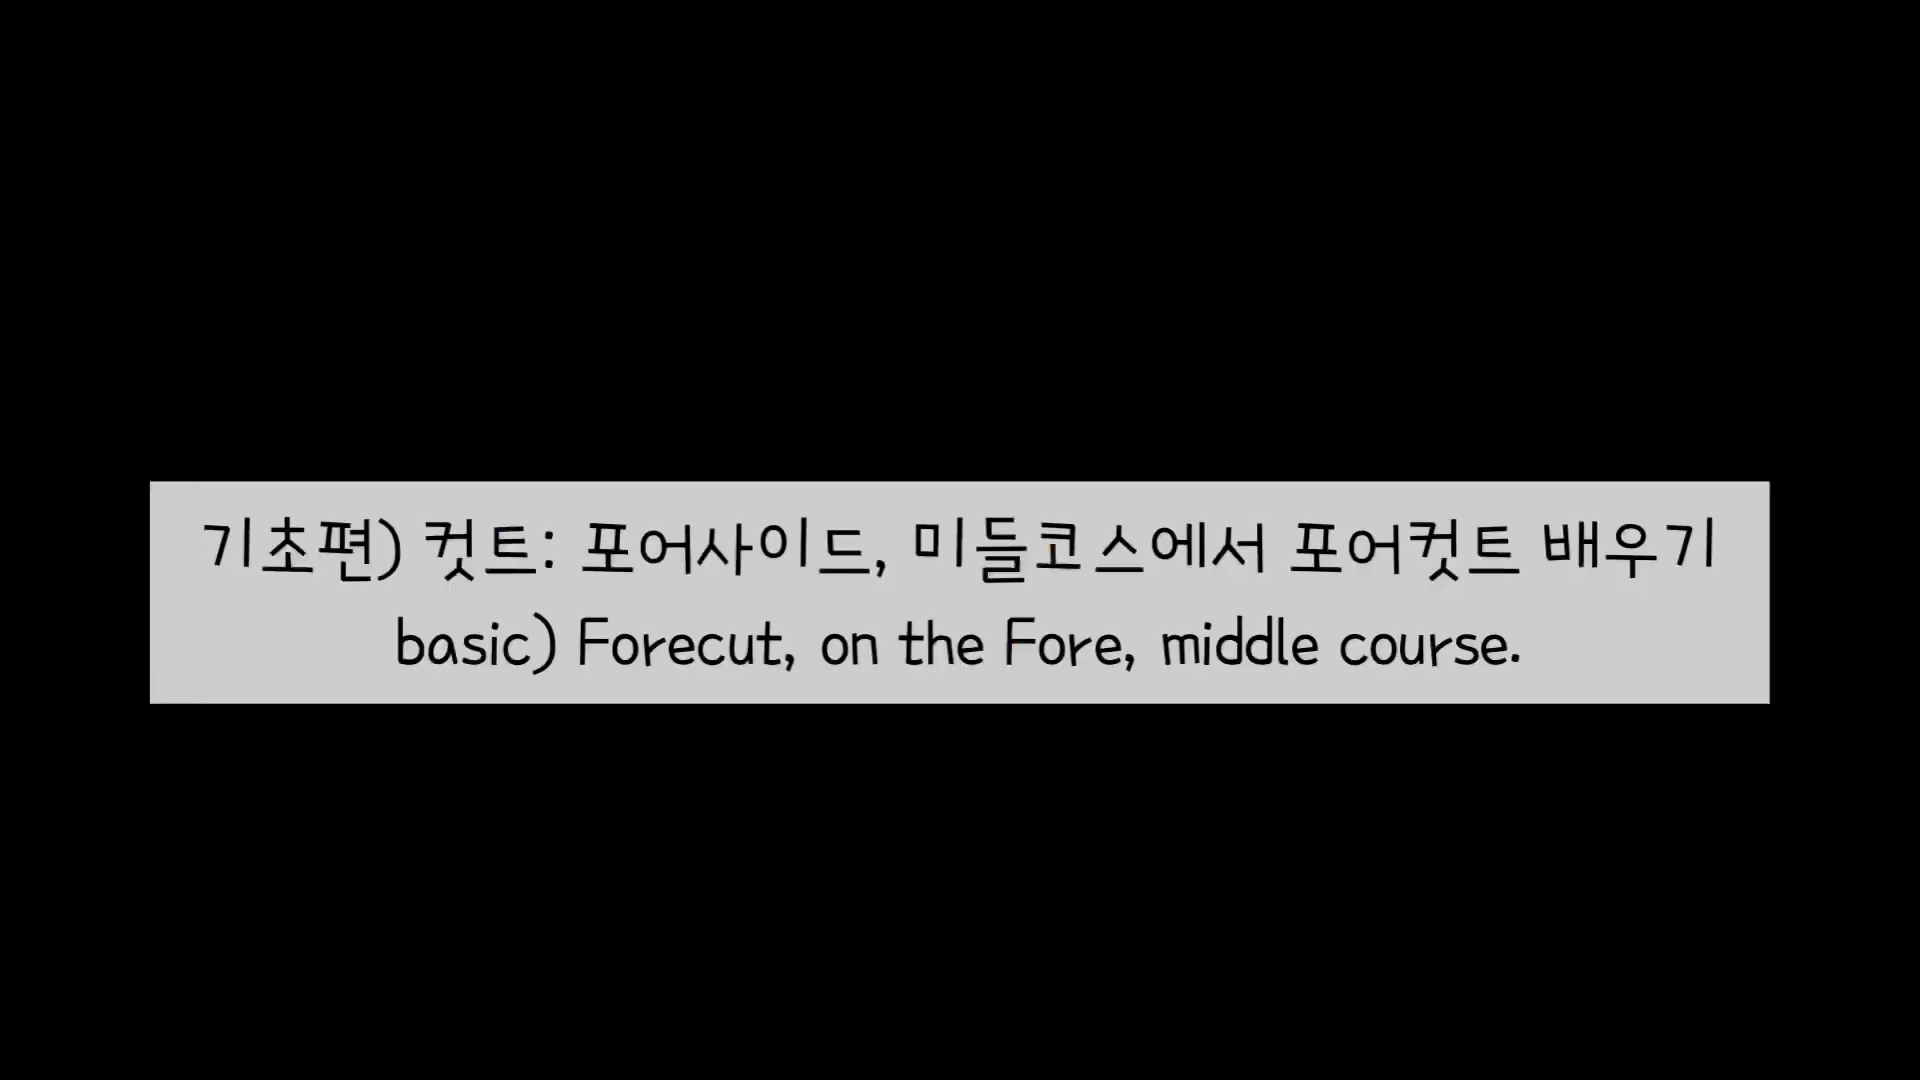 기초편) 컷트: 포어사이드, 미들코스에서 포어컷트 배우기
basic) Forecut, on the Fore, middle course.